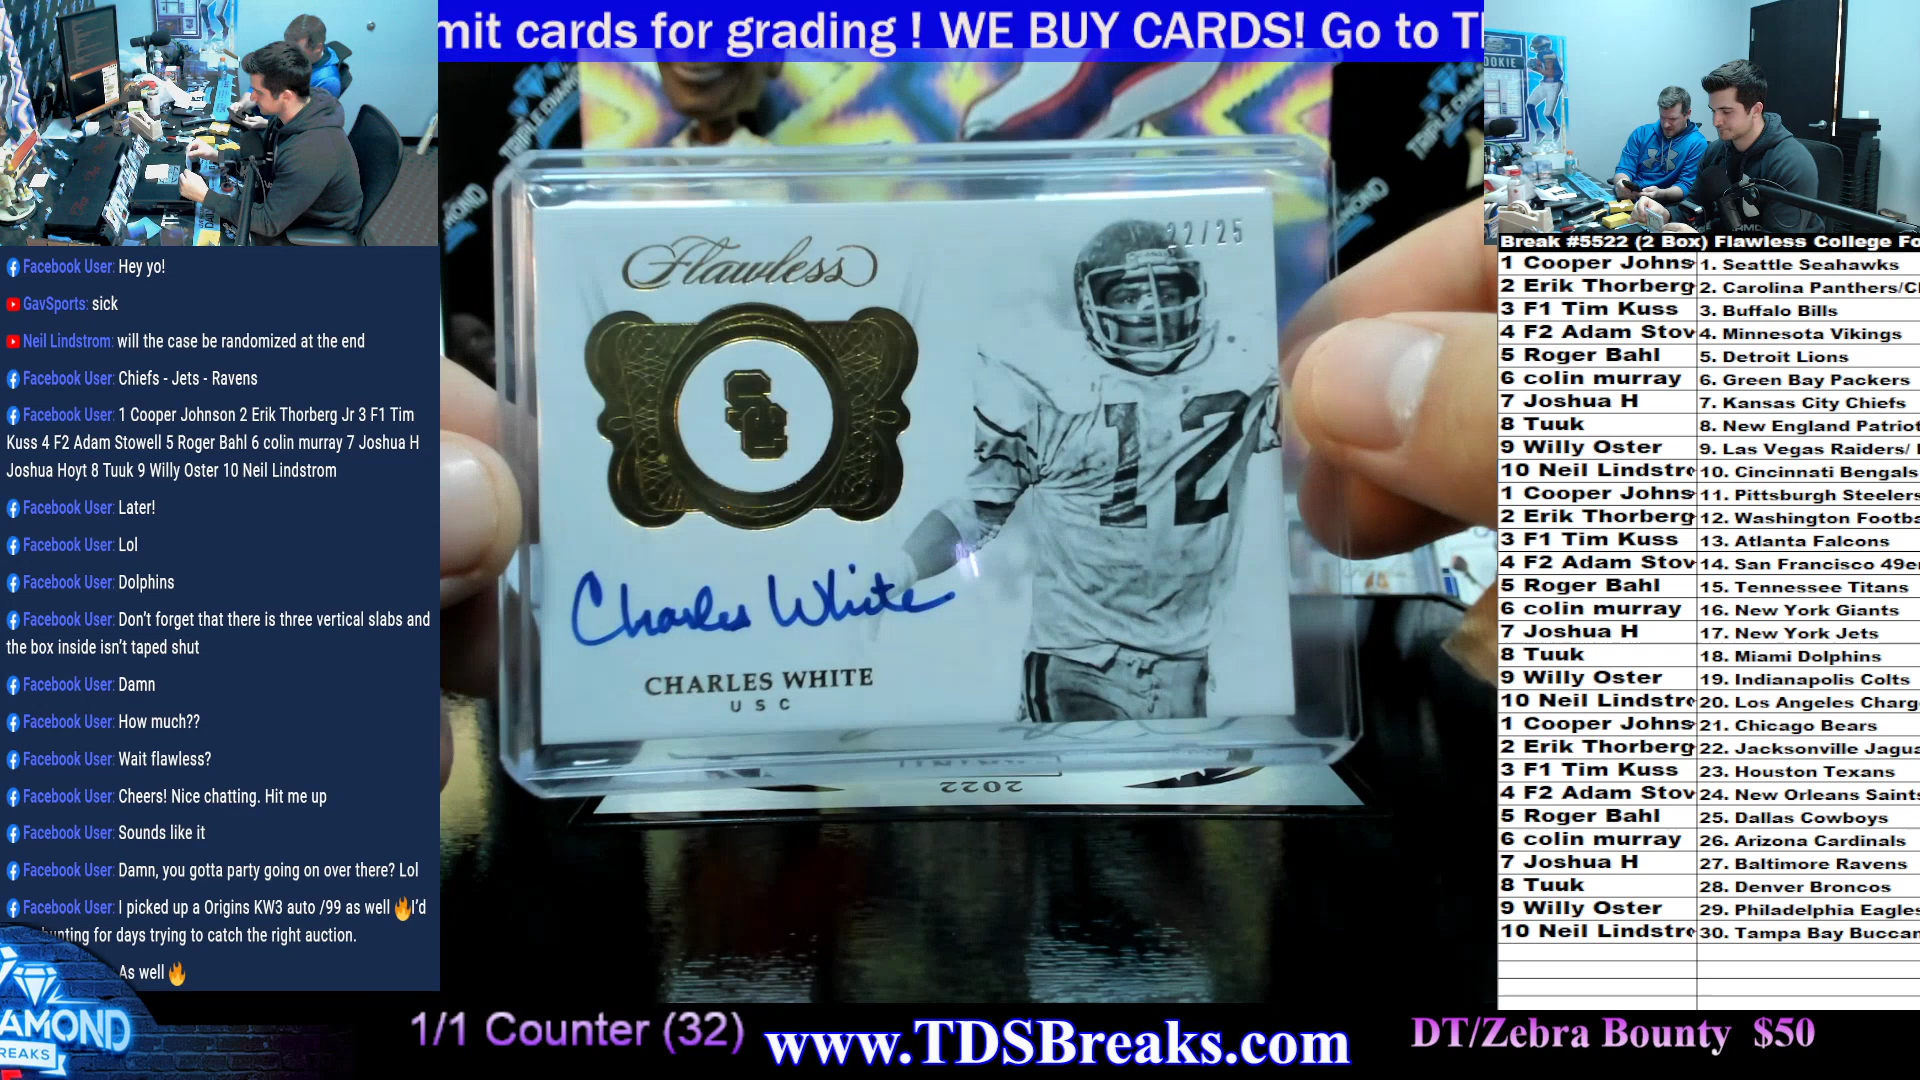 mit cards for grading ! WE BUY CARDS! Go to
Facebook User: Hey yo!
GavSports: sick
Neil Lindstrom: will the case be randomized at the end
Facebook User: Chiefs - Jets - Ravens
Facebook User: 1 Cooper Johnson 2 Erik Thorberg Jr 3 F1 Tim
Kuss 4 F2 Adam Stowell 5 Roger Bahl 6 colin murray 7 Joshua H
Joshua Hoyt 8 Tuuk 9 Willy Oster 10 Neil Lindstrom
Facebook User: Later!
Facebook User: Lol
Facebook User: Dolphins
Facebook User: Don't forget that there is three vertical slabs and
the box inside isn't taped shut
Facebook User: Damn
Facebook User: How much??
Facebook User: Wait flawless?
Facebook User: Cheers! Nice chatting. Hit me up
Facebook User: Sounds like it
Facebook User: Damn, you gotta party going on over there? Lol
Facebook User: I picked up a Origins KW3 auto /99 as well 🔥I'd
for days trying to catch the right auction.
As well 🔥
AMOND
REAKS
22/25
Flawless
SC
12
Charles White
CHARLES WHITE
USC
2022
Break #5522 (2 Box) Flawless College Fo
1 Cooper Johns 1. Seattle Seahawks
2 Erik Thorberg 2. Carolina Panthers/Cl
3 F1 Tim Kuss 3. Buffalo Bills
4 F2 Adam Stov 4. Minnesota Vikings
5 Roger Bahl 5. Detroit Lions
6 colin murray 6. Green Bay Packers
7 Joshua H 7. Kansas City Chiefs
8 Tuuk 8. New England Patriot
9 Willy Oster 9. Las Vegas Raiders/
10 Neil Lindstr 10. Cincinnati Bengals
1 Cooper Johns 11. Pittsburgh Steelers
2 Erik Thorberg 12. Washington Footba
3 F1 Tim Kuss 13. Atlanta Falcons
4 F2 Adam Stov 14. San Francisco 49e
5 Roger Bahl 15. Tennessee Titans
6 colin murray 16. New York Giants
7 Joshua H 17. New York Jets
8 Tuuk 18. Miami Dolphins
9 Willy Oster 19. Indianapolis Colts
10 Neil Lindstr 20. Los Angeles Charg
1 Cooper Johns 21. Chicago Bears
2 Erik Thorberg 22. Jacksonville Jagua
3 F1 Tim Kuss 23. Houston Texans
4 F2 Adam Stov 24. New Orleans Saints
5 Roger Bahl 25. Dallas Cowboys
6 colin murray 26. Arizona Cardinals
7 Joshua H 27. Baltimore Ravens
8 Tuuk 28. Denver Broncos
9 Willy Oster 29. Philadelphia Eagles
10 Neil Lindstr 30. Tampa Bay Buccan
1/1 Counter (32)
www.TDSBreaks.com
DT/Zebra Bounty $50